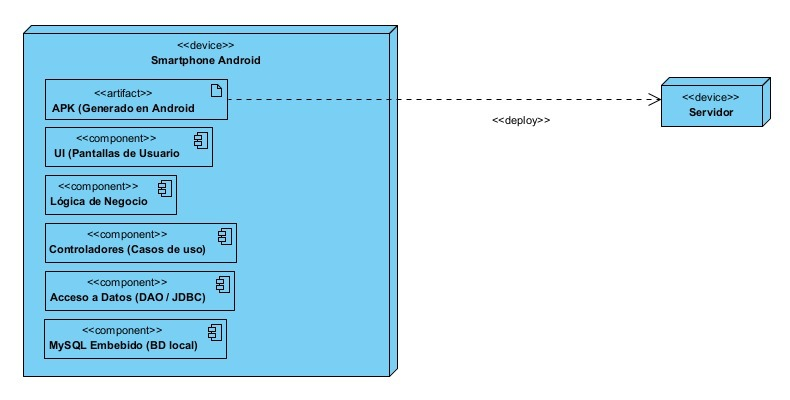 <<device>>
Smartphone Android
<<artifact>>
APK (Generado en Android
<<component>>
UI (Pantallas de Usuario
<<component>>
Lógica de Negocio
<<component>>
Controladores (Casos de uso)
<<component>>
Acceso a Datos (DAO / JDBC)
<<component>>
MySQL Embebido (BD local)
<<deploy>>
<<device>>
Servidor